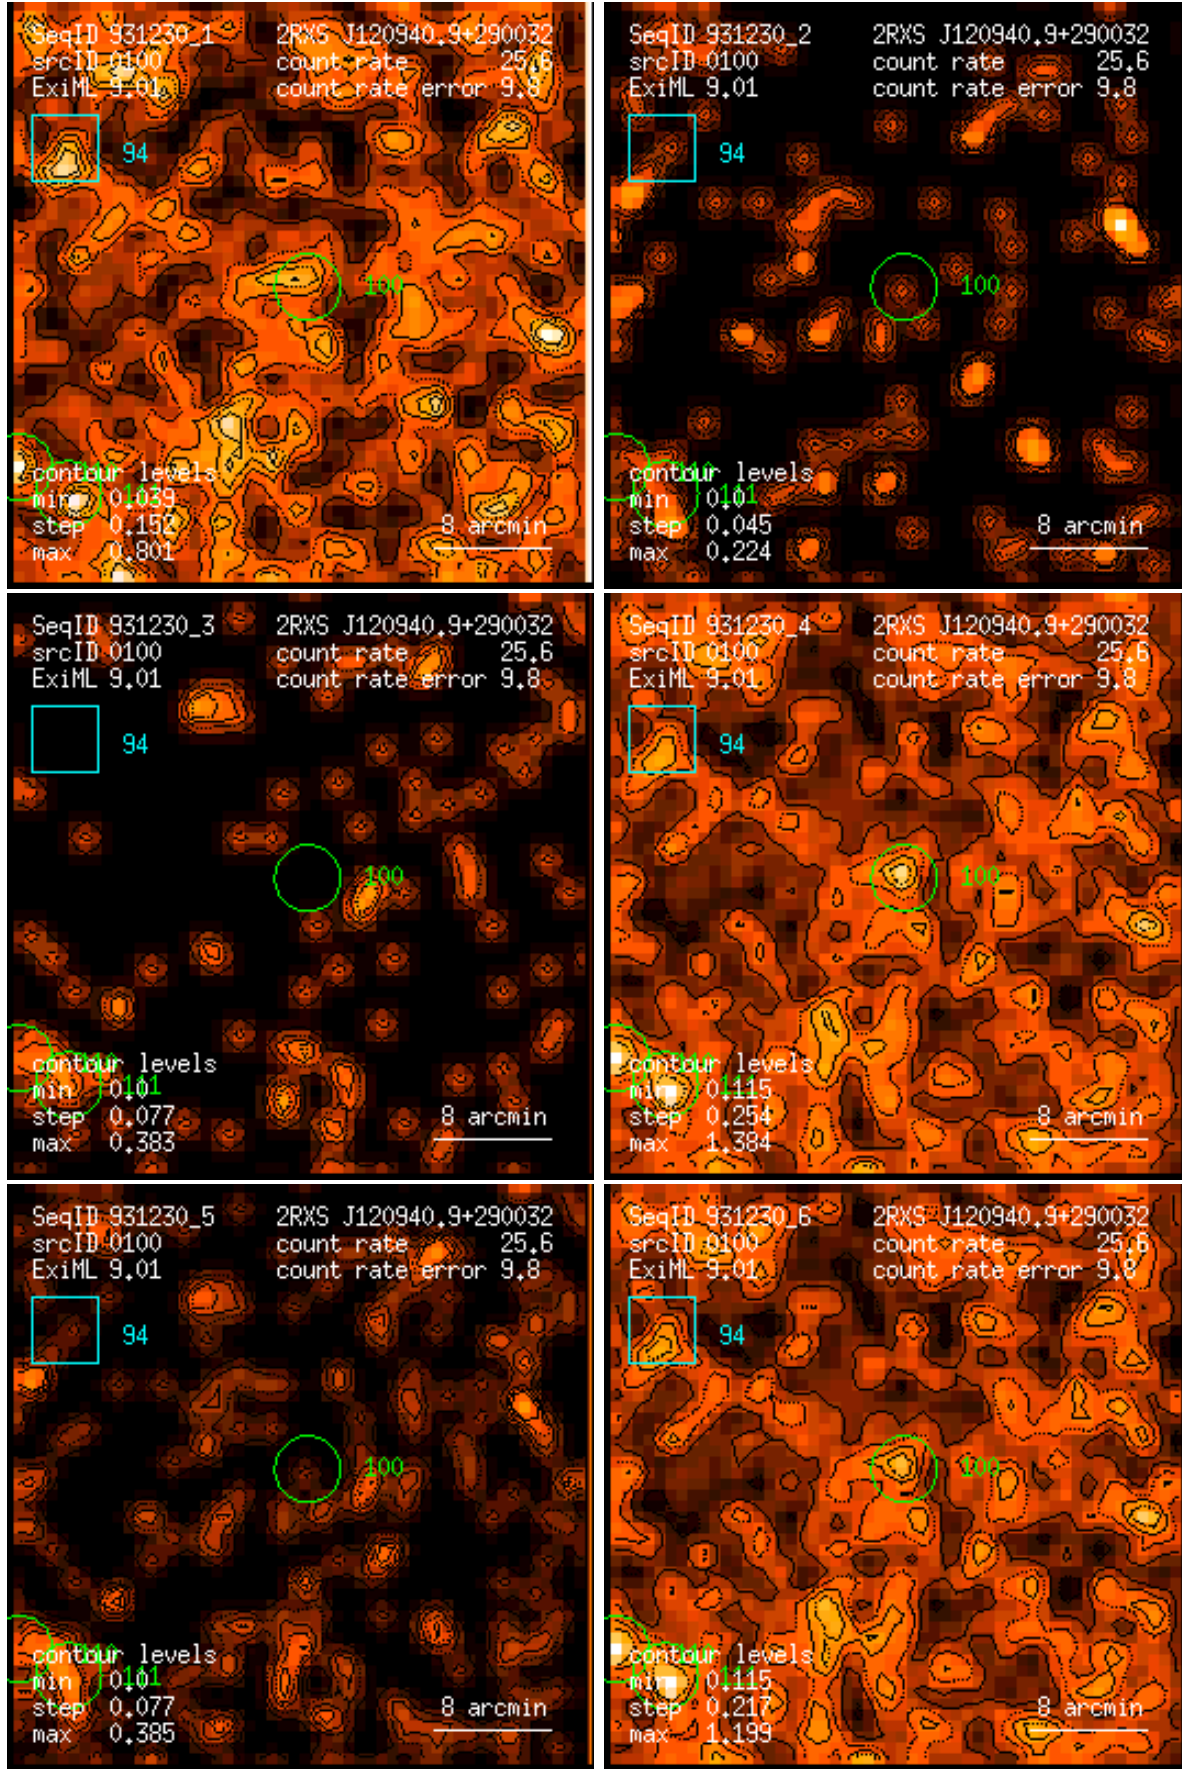 SeqID 931230_1 2RXS J120940.9+290032
srcID 0100 count rate 25.6
ExiML 9.01 count rate error 9.8
94
100
contour levels
min 0.039
step 0.152 8 arcmin
max 0.801
SeqID 931230_2 2RXS J120940.9+290032
srcID 0100 count rate 25.6
ExiML 9.01 count rate error 9.8
94
100
contour levels
min 0.0 111
step 0.045 8 arcmin
max 0.224
SeqID 931230_3 2RXS J120940.9+290032
srcID 0100 count rate 25.6
ExiML 9.01 count rate error 9.8
94
100
contour levels
min 0.0 111
step 0.077 8 arcmin
max 0.383
SeqID 931230_4 2RXS J120940.9+290032
srcID 0100 count rate 25.6
ExiML 9.01 count rate error 9.8
94
100
contour levels
min 0.115
step 0.254 8 arcmin
max 1.384
SeqID 931230_5 2RXS J120940.9+290032
srcID 0100 count rate 25.6
ExiML 9.01 count rate error 9.8
94
100
contour levels
min 0.0 111
step 0.077 8 arcmin
max 0.385
SeqID 931230_6 2RXS J120940.9+290032
srcID 0100 count rate 25.6
ExiML 9.01 count rate error 9.8
94
100
contour levels
min 0.115
step 0.217 8 arcmin
max 1.199